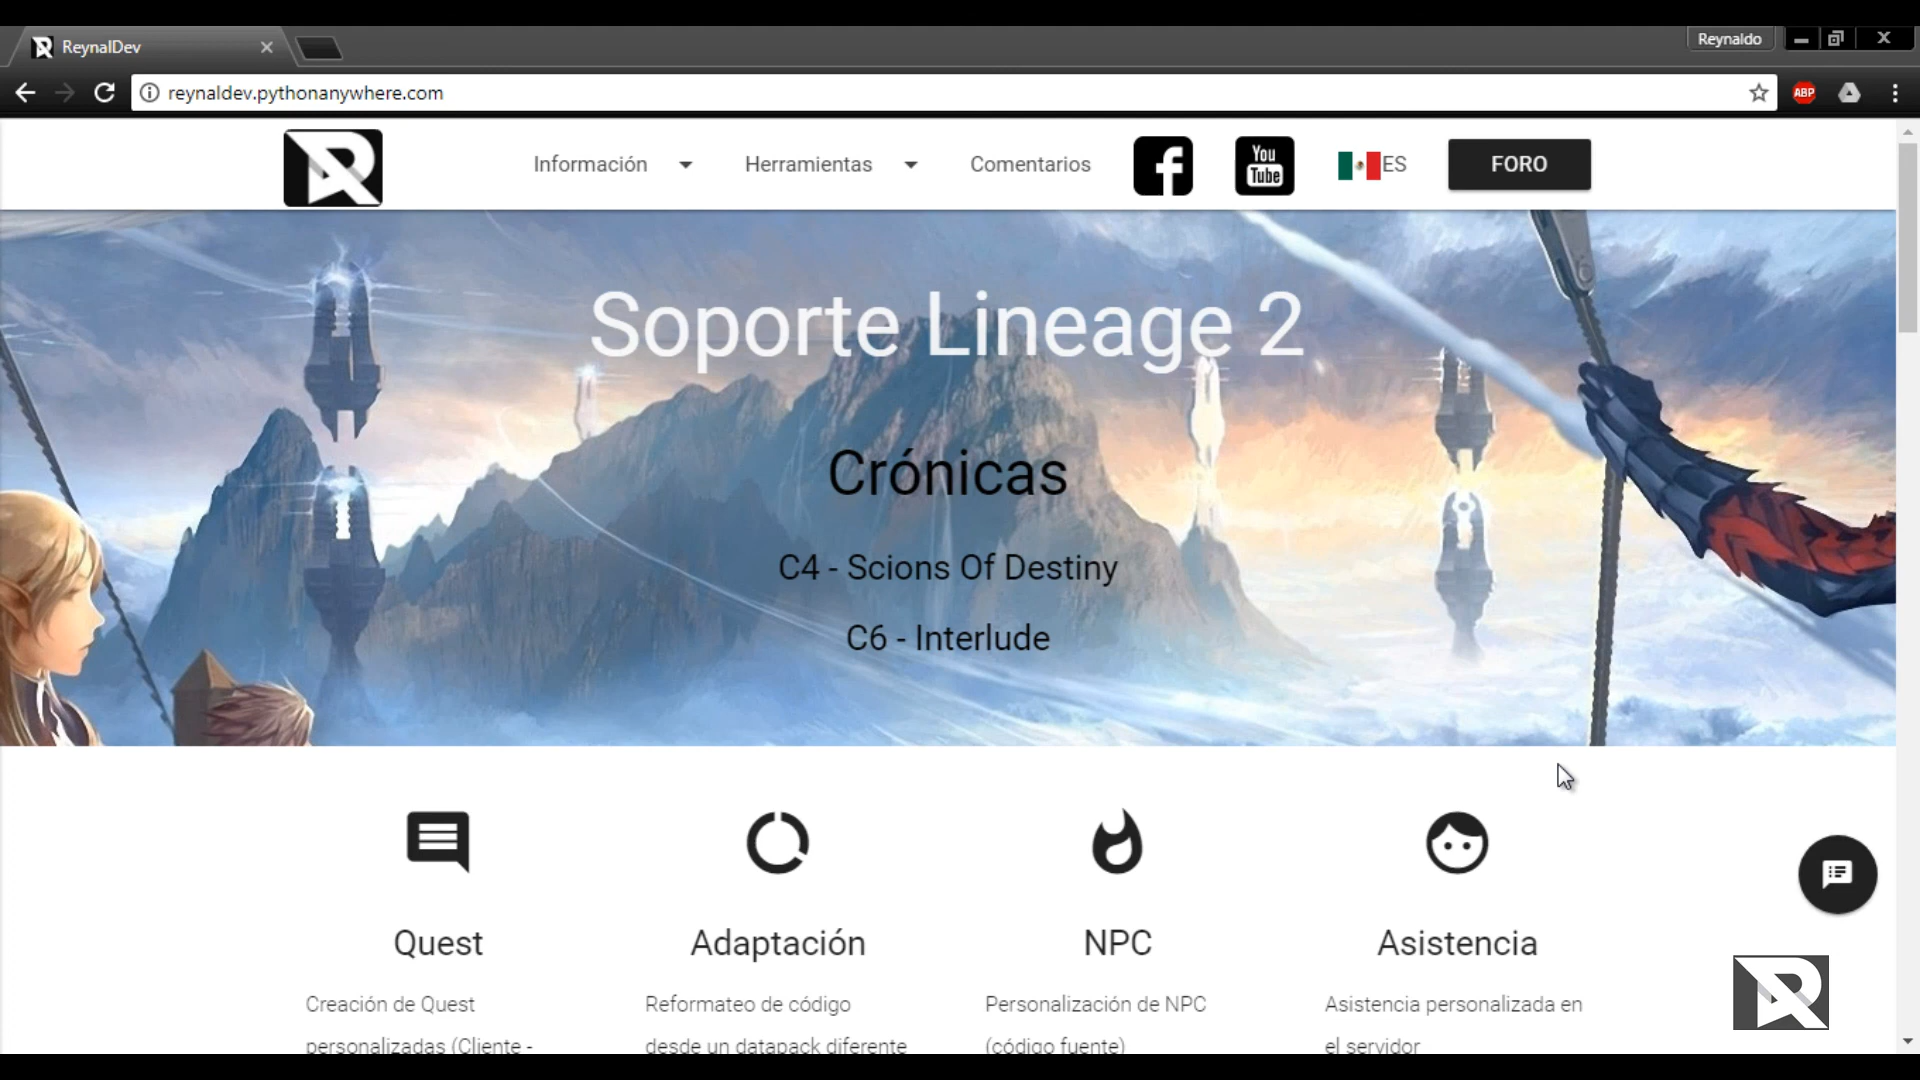 ReynalDev
Reynaldo
reynaldev.pythonanywhere.com
ABP
Información
Herramientas
Comentarios
You
Tube
ES
FORO
Soporte Lineage 2
Crónicas
C4 - Scions Of Destiny
C6 - Interlude
Quest
Adaptación
NPC
Asistencia
Creación de Quest
personalizadas (Cliente -
Reformateo de código
desde un datapack diferente
Personalización de NPC
(código fuente)
Asistencia personalizada en
el servidor